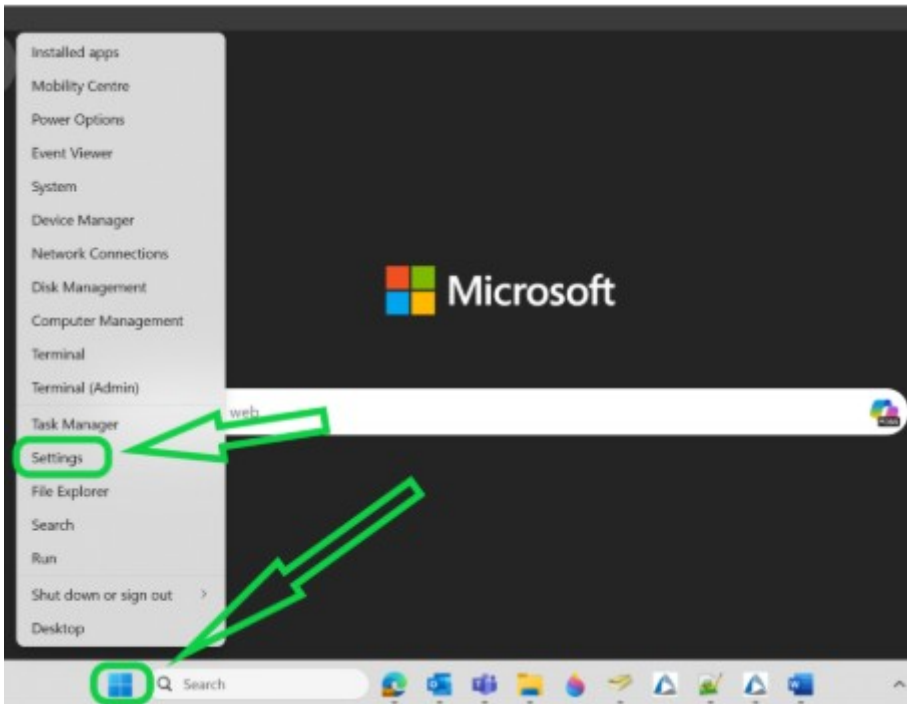 Installed apps
Mobility Centre
Power Options
Event Viewer
System
Device Manager
Network Connections
Disk Management
Computer Management
Terminal
Terminal (Admin)
Task Manager
Settings
File Explorer
Search
Run
Shut down or sign out
Desktop
Microsoft
web
Search